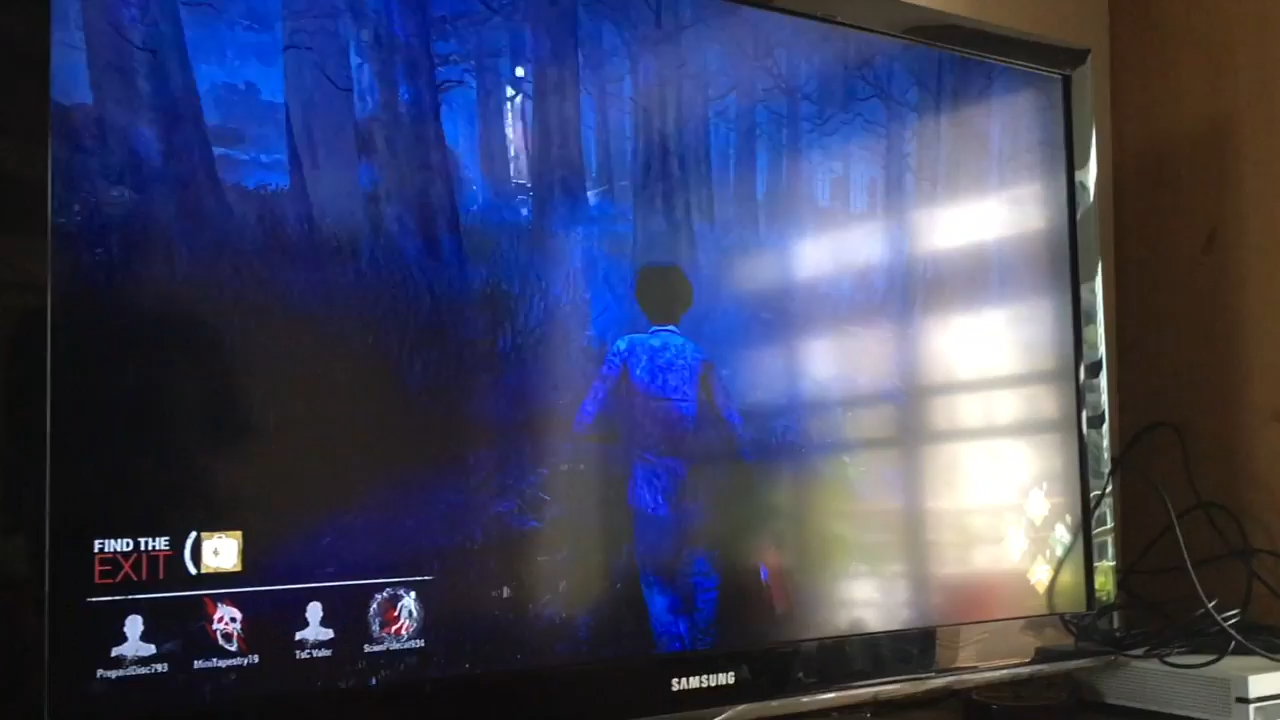 FIND THE
EXIT
PrepaidDisc793
MiniTapestry19
TsC Valor
SAMSUNG